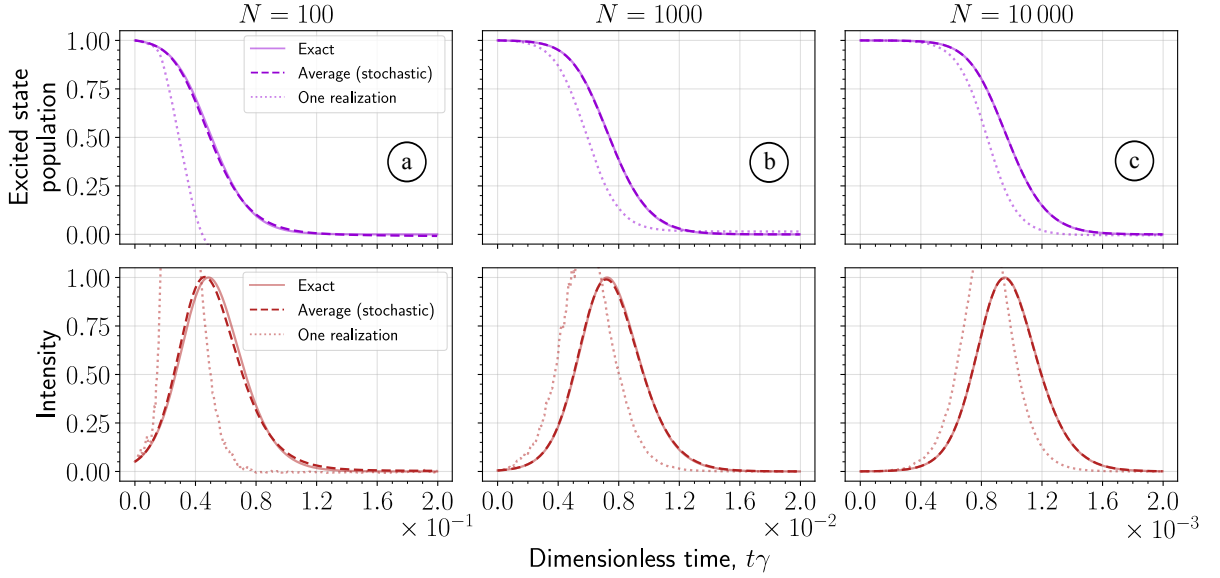 N = 100
N = 1000
N = 10 000
Excited state
population
1.00
0.75
0.50
0.25
0.00
Exact
Average (stochastic)
One realization
a
b
c
Intensity
1.00
0.75
0.50
0.25
0.00
Exact
Average (stochastic)
One realization
0.0 0.4 0.8 1.2 1.6 2.0
× 10⁻¹
0.0 0.4 0.8 1.2 1.6 2.0
× 10⁻²
0.0 0.4 0.8 1.2 1.6 2.0
× 10⁻³
Dimensionless time, tγ